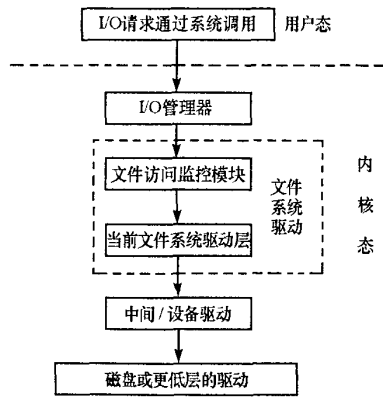 I/O请求通过系统调用
用户态
I/O管理器
文件访问监控模块
当前文件系统驱动层
文件
系统
驱动
内
核
态
中间/设备驱动
磁盘或更低层的驱动